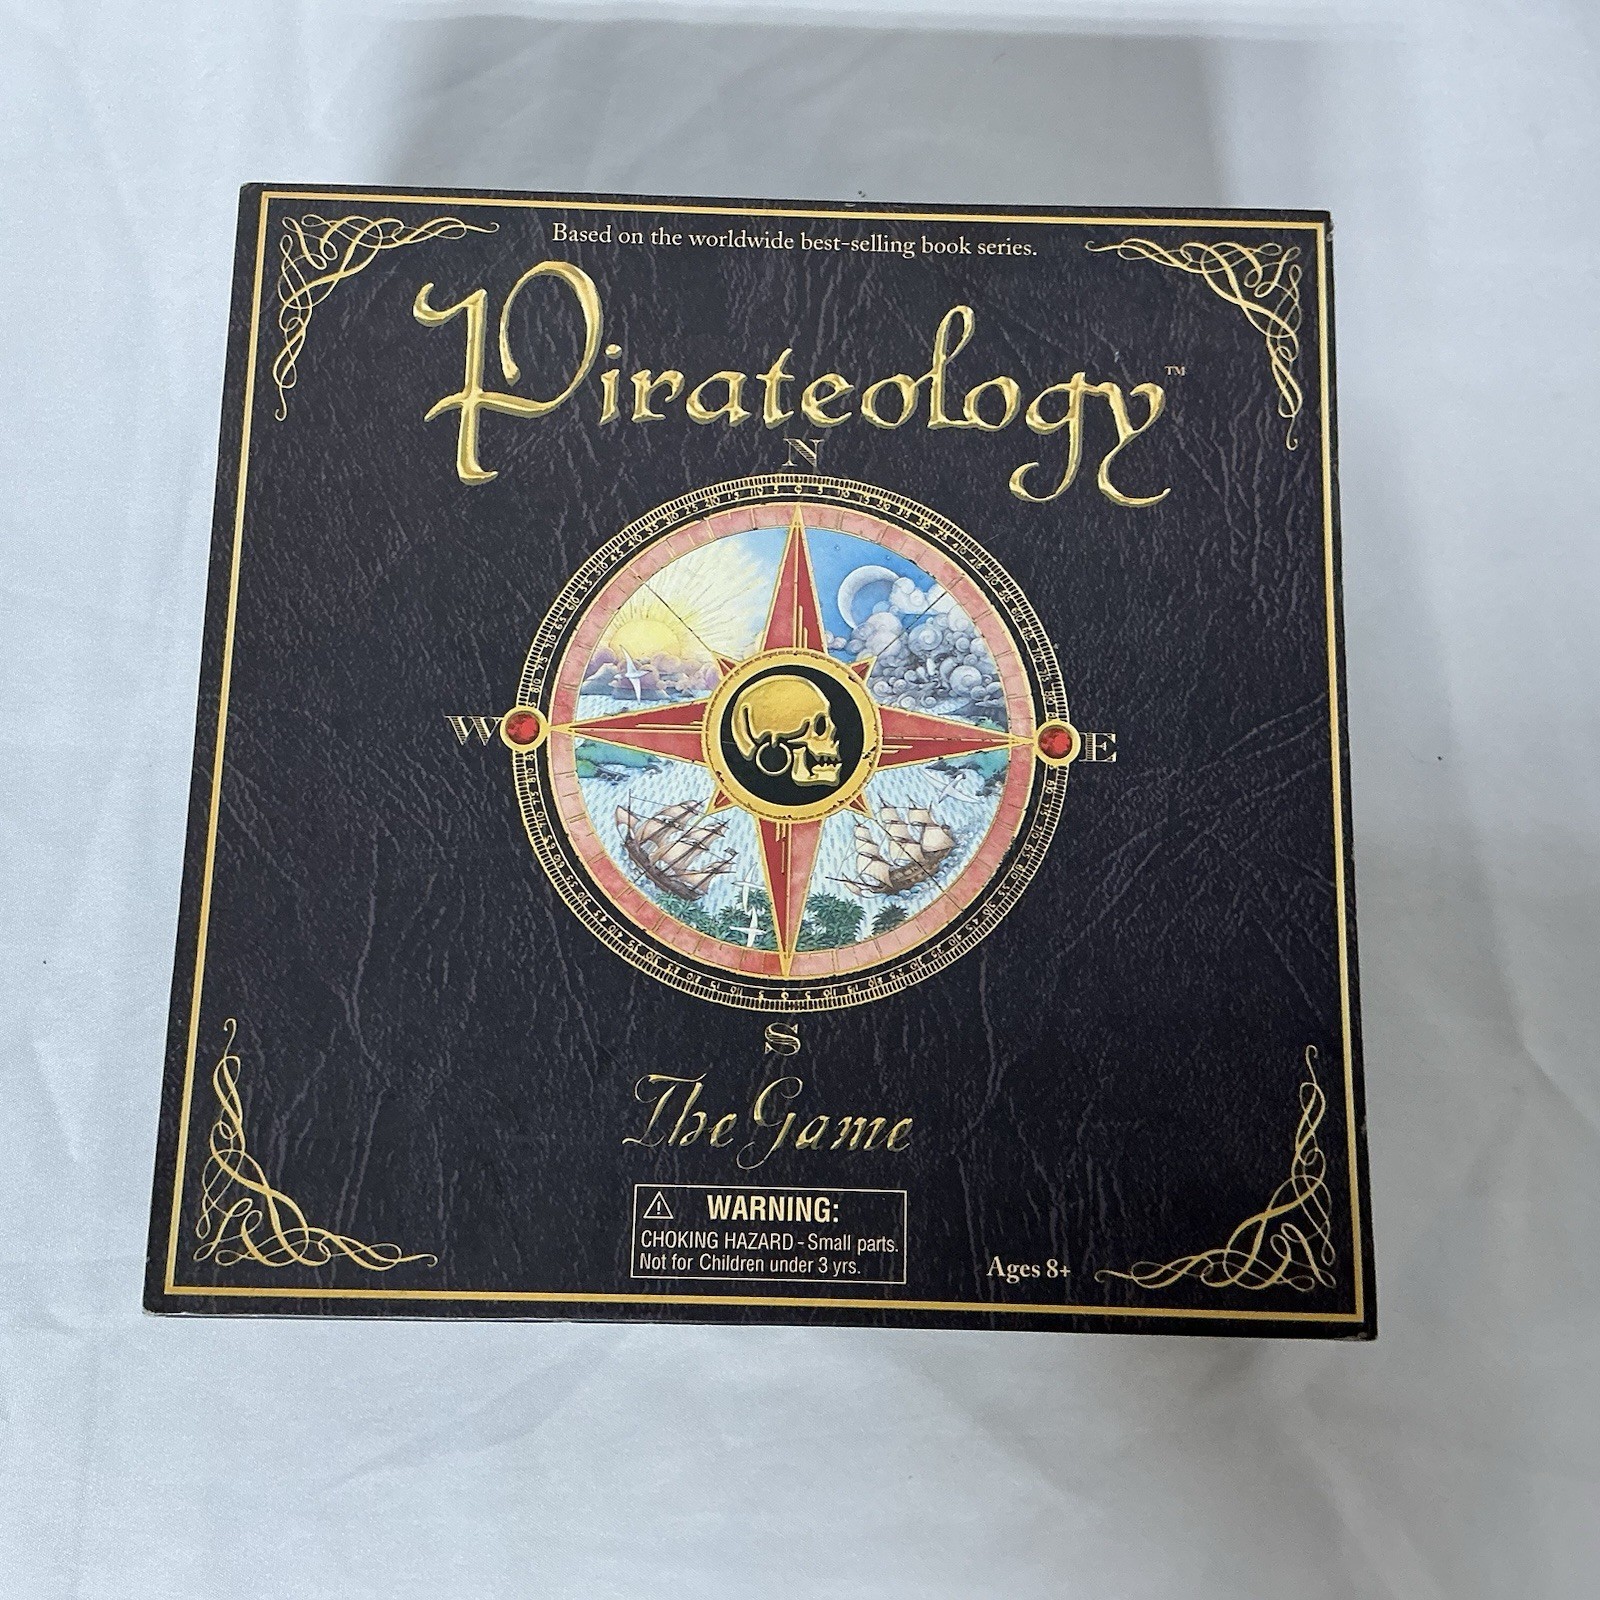 Based on the worldwide best-selling book series.
Pirateology™
N
W
E
S
The Game
WARNING:
CHOKING HAZARD - Small parts.
Not for Children under 3 yrs.
Ages 8+